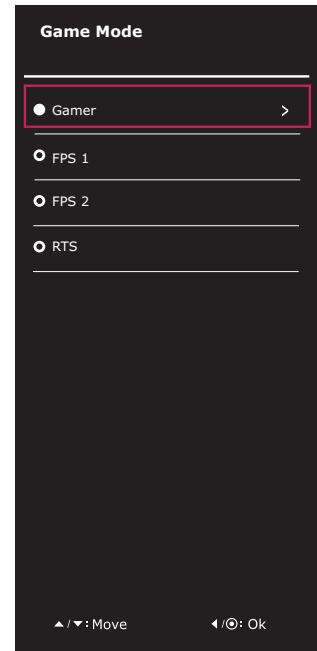 Game Mode
Gamer >
FPS 1
FPS 2
RTS
▲/▼: Move ◀/◉: Ok